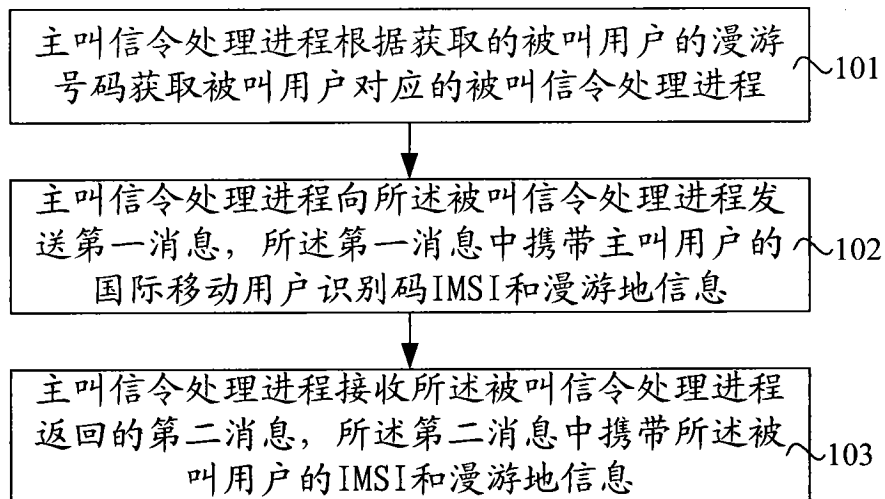 主叫信令处理进程根据获取的被叫用户的漫游
号码获取被叫用户对应的被叫信令处理进程
101
主叫信令处理进程向所述被叫信令处理进程发
送第一消息，所述第一消息中携带主叫用户的
国际移动用户识别码IMSI和漫游地信息
102
主叫信令处理进程接收所述被叫信令处理进程
返回的第二消息，所述第二消息中携带所述被
叫用户的IMSI和漫游地信息
103